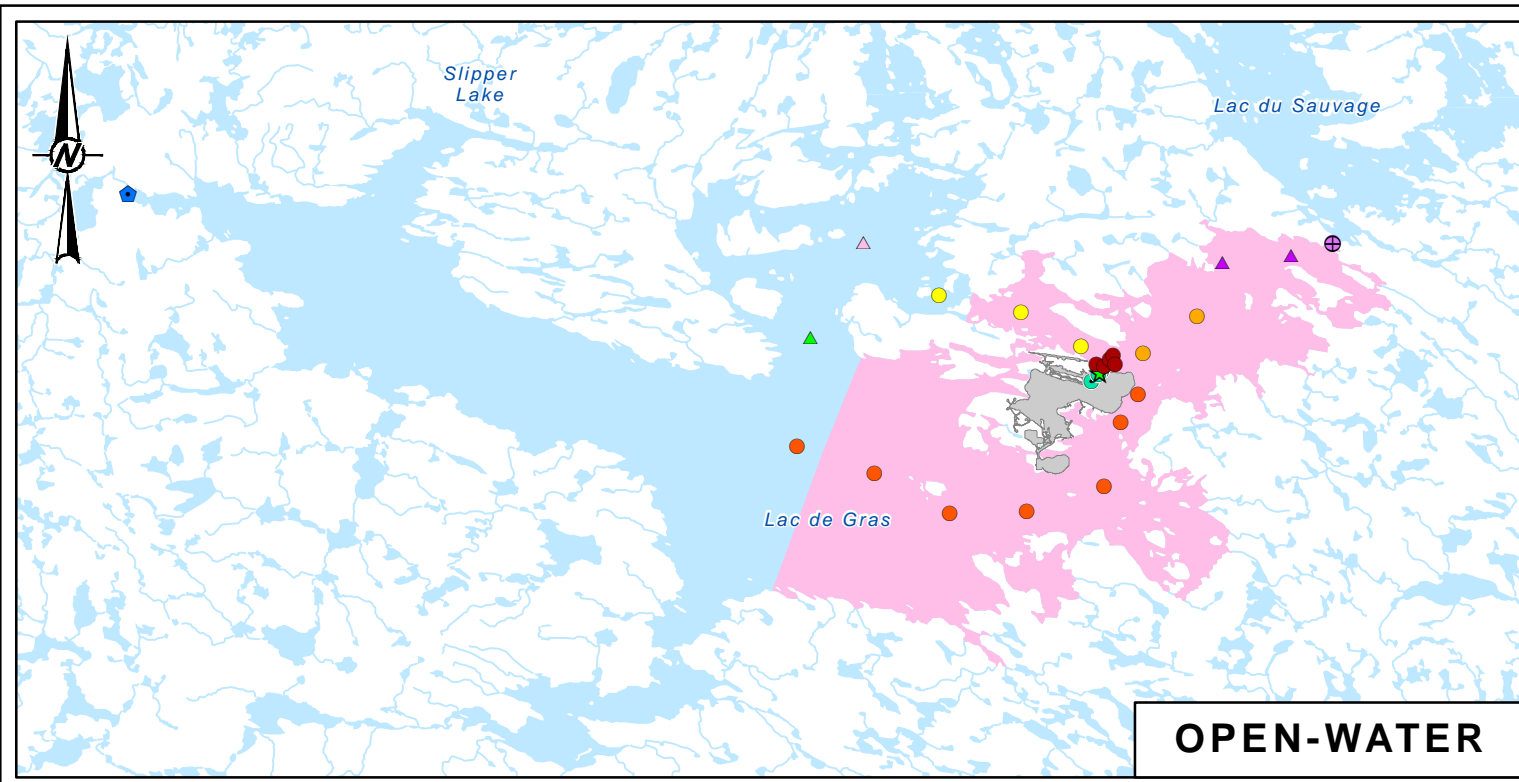 Slipper
Lake
Lac du Sauvage
N
Lac de Gras
OPEN-WATER